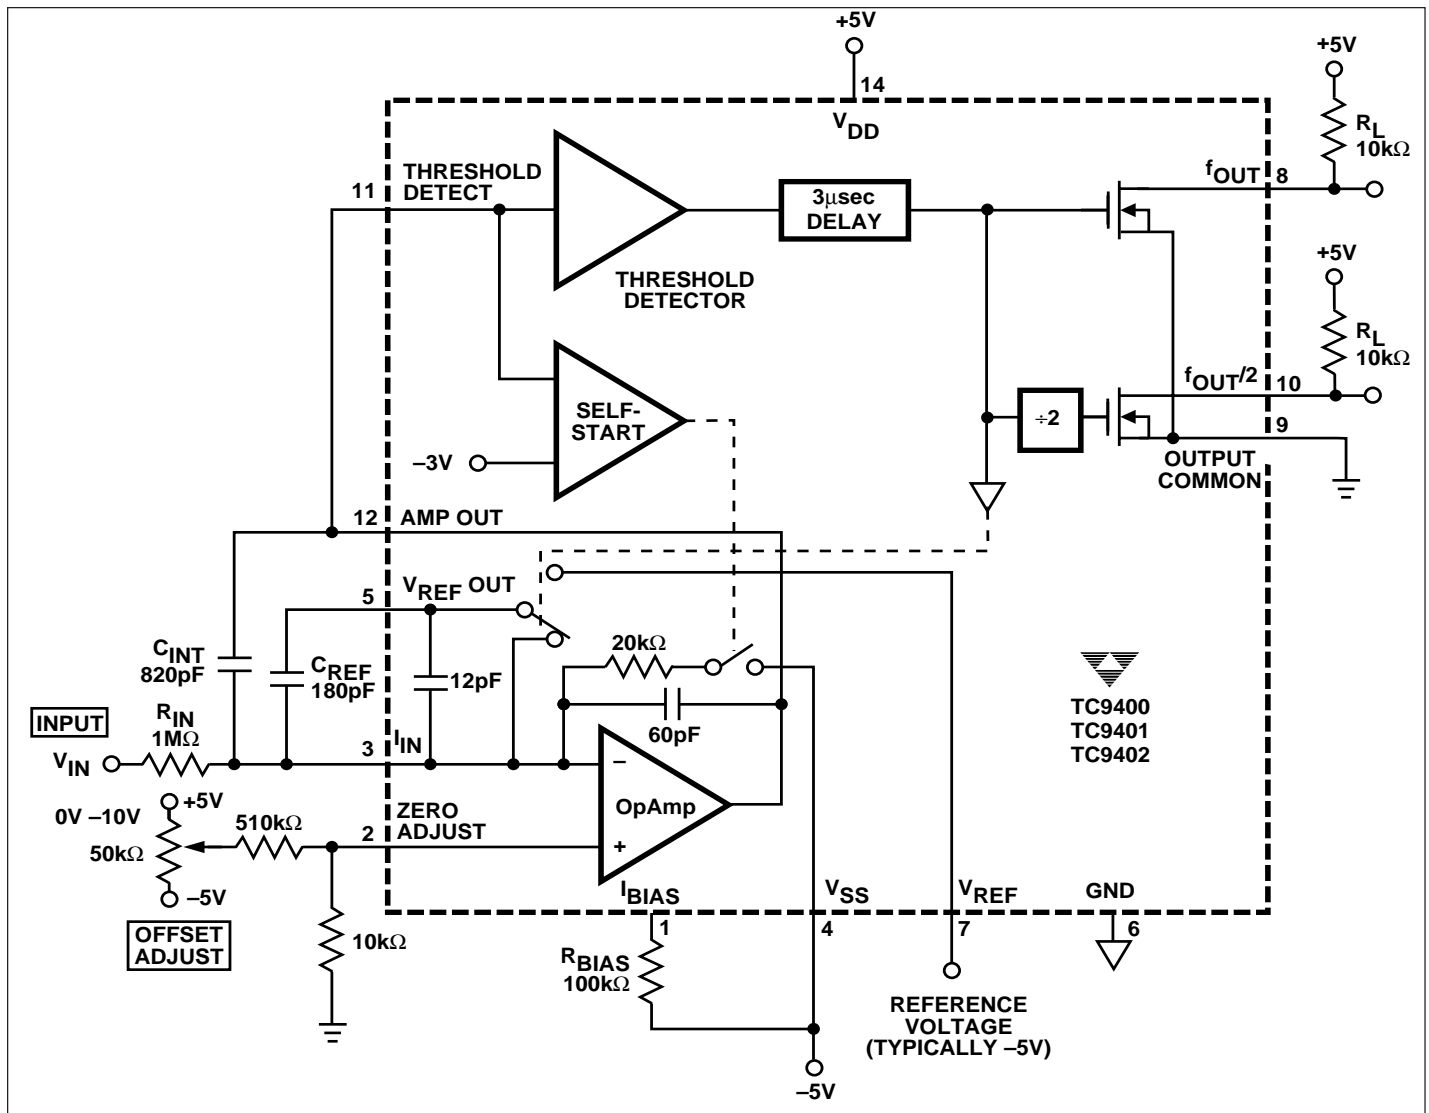 +5V
14
V_DD
+5V
R_L
10kΩ
THRESHOLD
DETECT
11
3µsec
DELAY
f_OUT
8
THRESHOLD
DETECTOR
+5V
R_L
10kΩ
SELF-
START
–3V
f_OUT/2
10
÷2
9
OUTPUT
COMMON
12
AMP OUT
5
V_REF OUT
C_INT
820pF
C_REF
180pF
12pF
20kΩ
60pF
INPUT
R_IN
1MΩ
V_IN
3
I_IN
–
OpAmp
+
TC9400
TC9401
TC9402
0V –10V
+5V
50kΩ
–5V
510kΩ
2
ZERO
ADJUST
OFFSET
ADJUST
10kΩ
I_BIAS
1
V_SS
4
V_REF
7
GND
6
R_BIAS
100kΩ
REFERENCE
VOLTAGE
(TYPICALLY –5V)
–5V